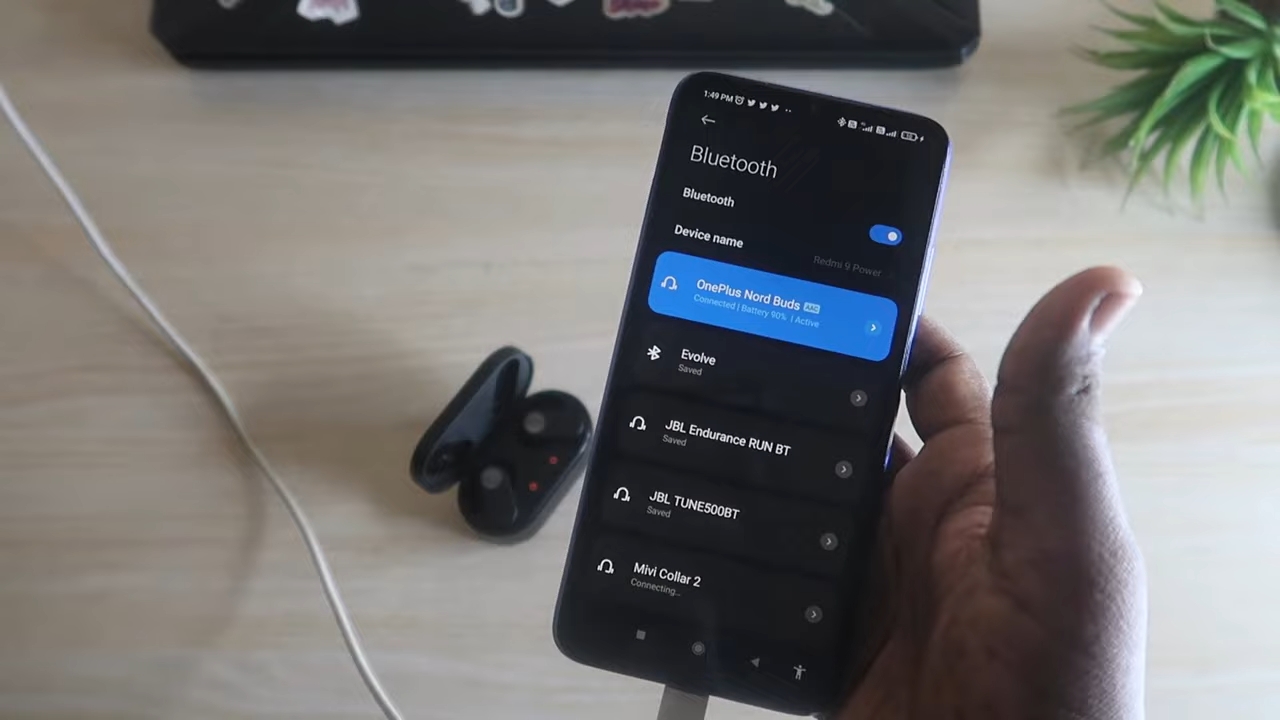 1:49 PM
Bluetooth
Bluetooth
Device name
Redmi 9 Power
OnePlus Nord Buds AAC
Connected | Battery 90% | Active
Evolve
Saved
JBL Endurance RUN BT
Saved
JBL TUNE500BT
Saved
Mivi Collar 2
Connecting...